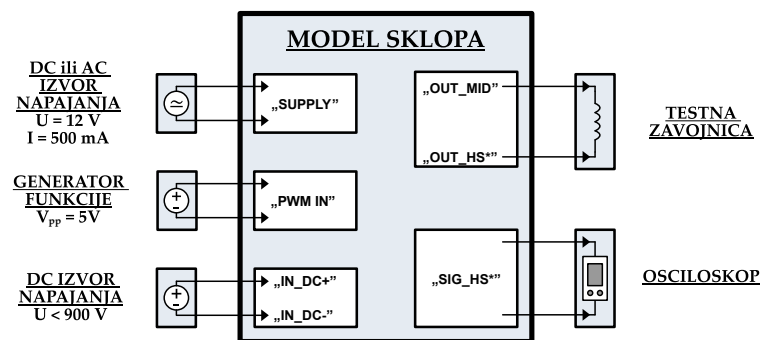 MODEL SKLOPA
DC ili AC
IZVOR
NAPAJANJA
U = 12 V
I = 500 mA
„SUPPLY”
GENERATOR
FUNKCIJE
Vpp = 5V
„PWM IN”
DC IZVOR
NAPAJANJA
U < 900 V
„IN_DC+”
„IN_DC-”
„OUT_MID”
„OUT_HS*”
TESTNA
ZAVOJNICA
„SIG_HS*”
OSCILOSKOP